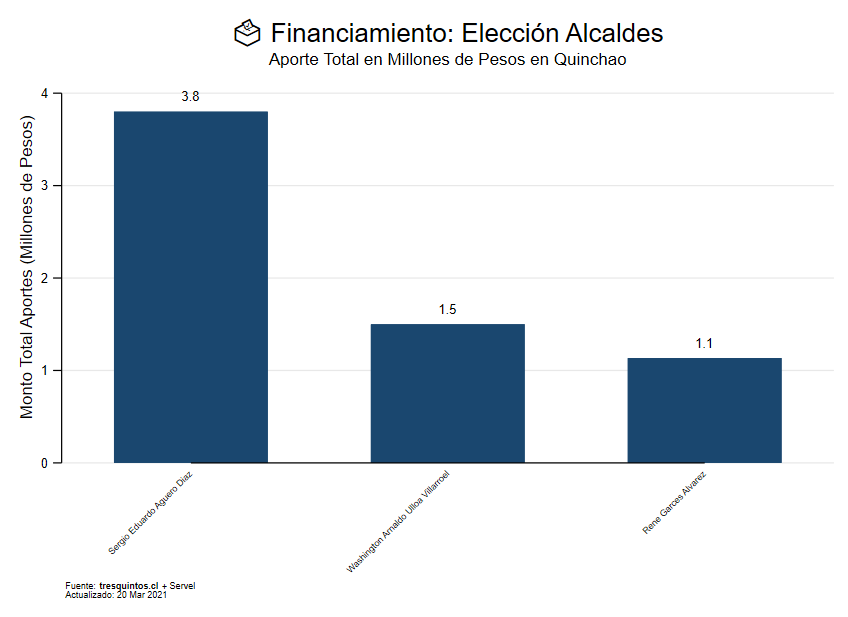 Financiamiento: Elección Alcaldes
Aporte Total en Millones de Pesos en Quinchao
Monto Total Aportes (Millones de Pesos)
4
3
2
1
0
3.8
1.5
1.1
Sergio Eduardo Aguero Diaz
Washington Arnaldo Ulloa Villarroel
Rene Garces Alvarez
Fuente: tresquintos.cl + Servel
Actualizado: 20 Mar 2021